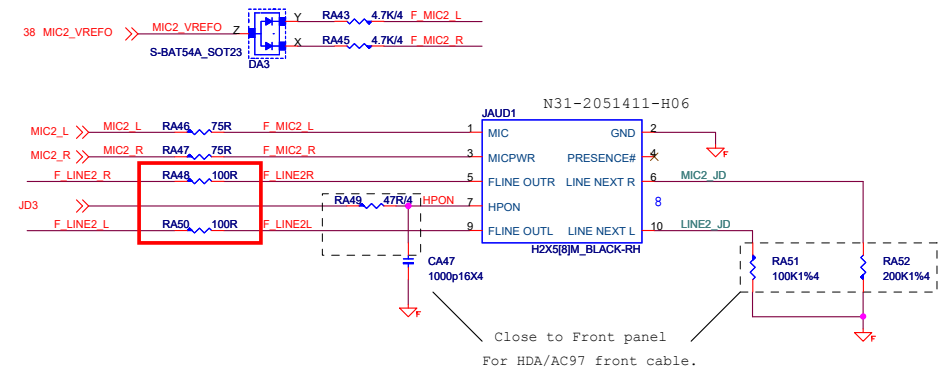 Y RA43 4.7K/4 F_MIC2_L
38 MIC2_VREFO MIC2_VREFO Z
X RA45 4.7K/4 F_MIC2_R
S-BAT54A_SOT23
DA3
N31-2051411-H06
JAUD1
MIC2_L MIC2_L RA46 75R F_MIC2_L 1 MIC GND 2
F
MIC2_R MIC2_R RA47 75R F_MIC2_R 3 MICPWR PRESENCE# 4
F_LINE2_R RA48 100R F_LINE2R 5 FLINE OUTR LINE NEXT R 6 MIC2_JD
JD3 RA49 47R/4 HPON 7 HPON 8
F_LINE2_L RA50 100R F_LINE2L 9 FLINE OUTL LINE NEXT L 10 LINE2_JD
H2X5[8]M_BLACK-RH
CA47
1000p16X4
F
RA51
100K1%4
RA52
200K1%4
F
Close to Front panel
For HDA/AC97 front cable.